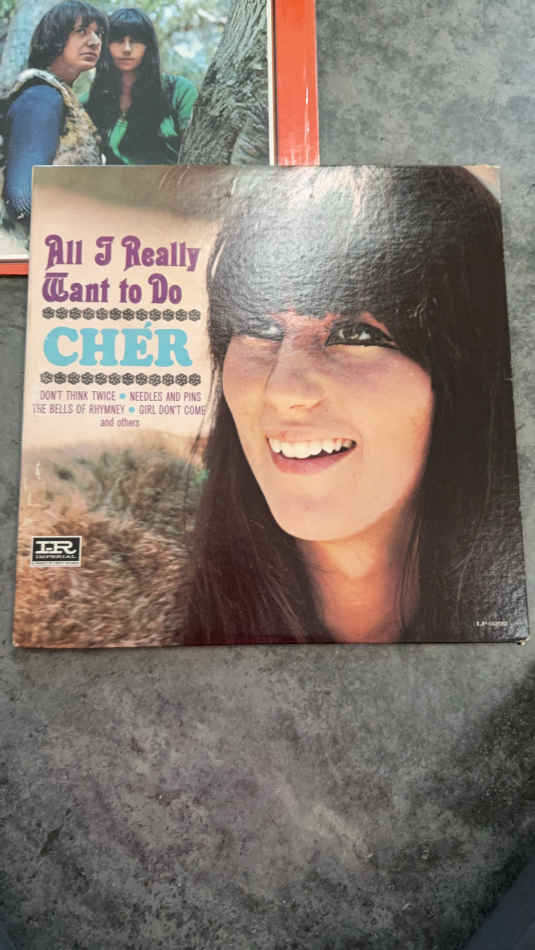 All I Really
Want to Do
CHÉR
DON'T THINK TWICE • NEEDLES AND PINS
THE BELLS OF RHYMNEY • GIRL DON'T COME
and others
IR
IMPERIAL